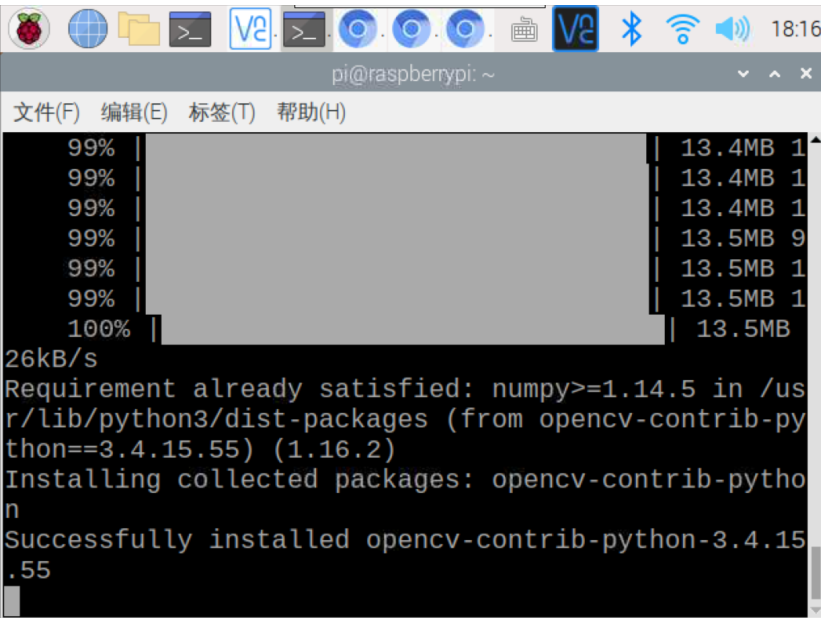 18:16
pi@raspberrypi: ~
文件(F) 编辑(E) 标签(T) 帮助(H)
99% | | 13.4MB 1
99% | | 13.4MB 1
99% | | 13.4MB 1
99% | | 13.5MB 9
99% | | 13.5MB 1
99% | | 13.5MB 1
100% | | 13.5MB
26kB/s
Requirement already satisfied: numpy>=1.14.5 in /us
r/lib/python3/dist-packages (from opencv-contrib-py
thon==3.4.15.55) (1.16.2)
Installing collected packages: opencv-contrib-pytho
n
Successfully installed opencv-contrib-python-3.4.15
.55